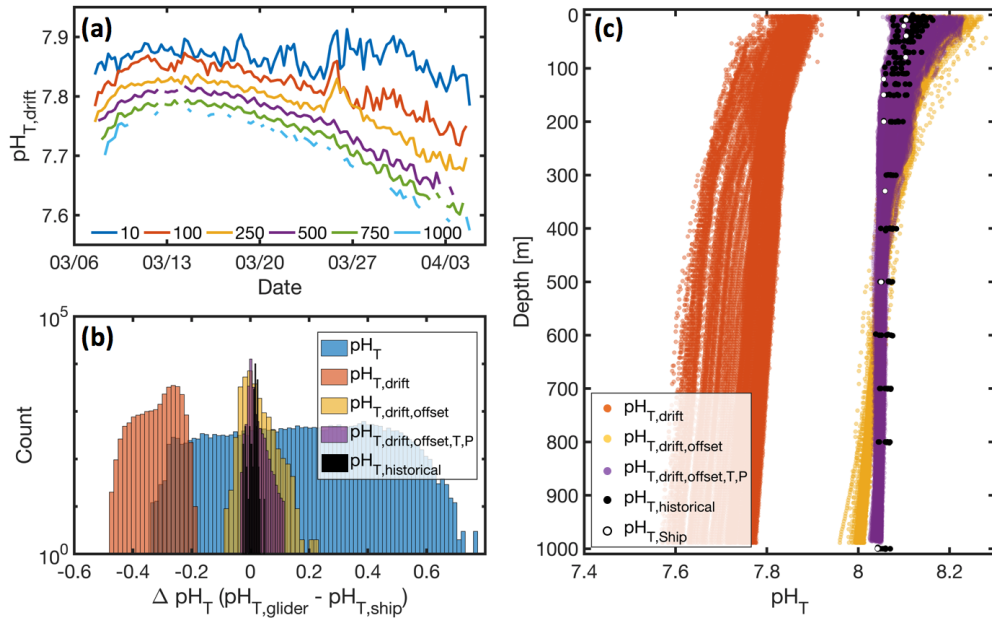 (a)
7.9
7.8
7.7
7.6
pH_T,drift
10 100 250 500 750 1000
03/06 03/13 03/20 03/27 04/03
Date
(b)
10^5
10^0
Count
pH_T
pH_T,drift
pH_T,drift,offset
pH_T,drift,offset,T,P
pH_T,historical
-0.6 -0.4 -0.2 0 0.2 0.4 0.6
Δ pH_T (pH_T,glider - pH_T,ship)
(c)
0
100
200
300
400
500
600
700
800
900
1000
Depth [m]
pH_T,drift
pH_T,drift,offset
pH_T,drift,offset,T,P
pH_T,historical
pH_T,Ship
7.4 7.6 7.8 8 8.2
pH_T